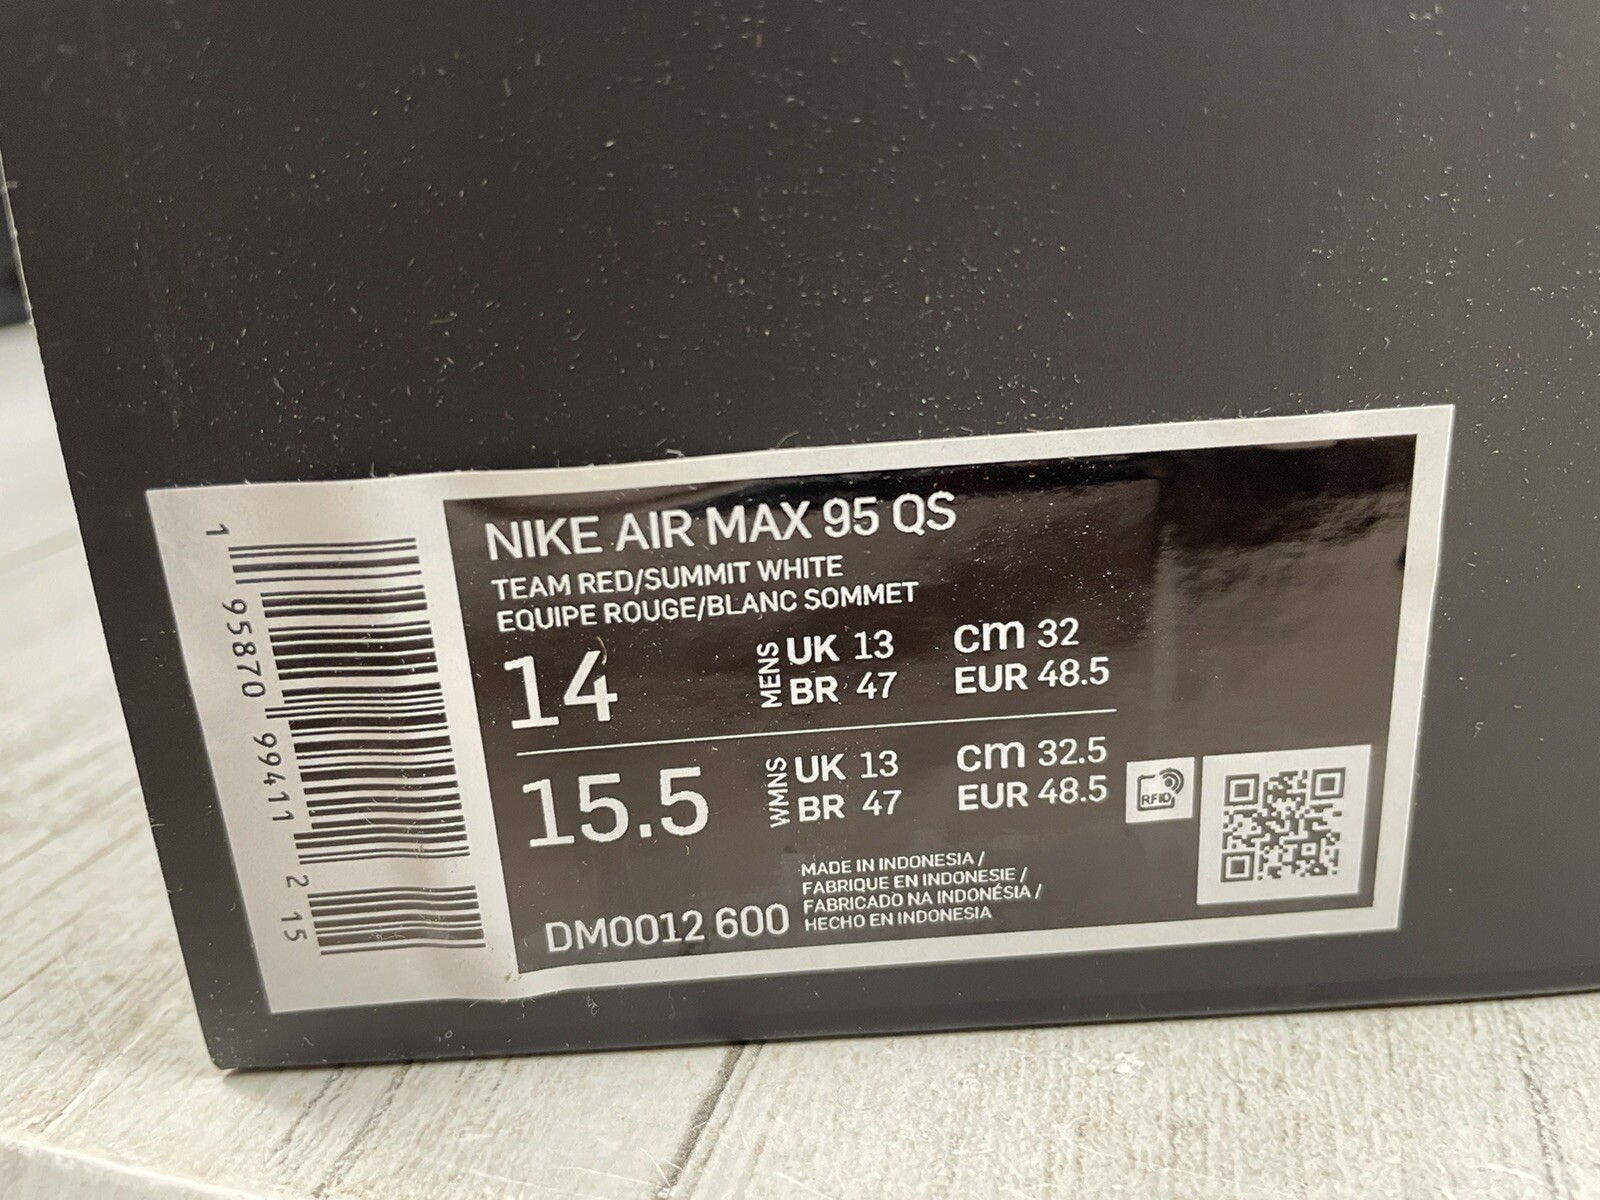 NIKE AIR MAX 95 QS
TEAM RED/SUMMIT WHITE
EQUIPE ROUGE/BLANC SOMMET
14 MENS UK 13 cm 32
BR 47 EUR 48.5
15.5 WMNS UK 13 cm 32.5
BR 47 EUR 48.5
RFID
MADE IN INDONESIA /
FABRIQUE EN INDONESIE /
FABRICADO NA INDONÉSIA /
HECHO EN INDONESIA
DM0012 600
1 95870 99411 2 15